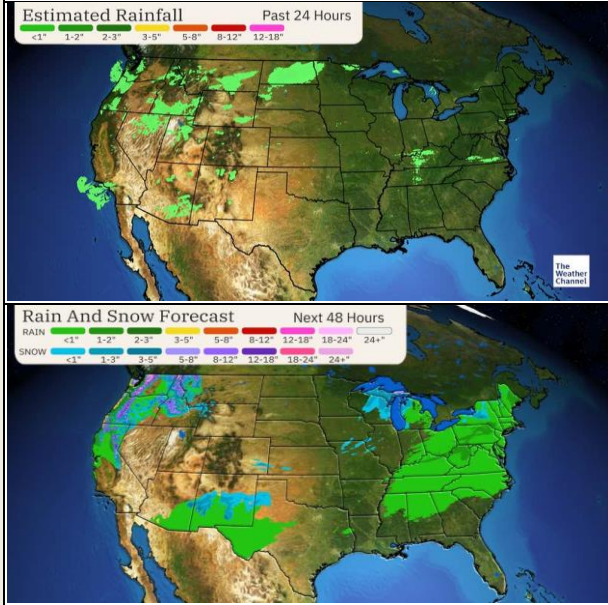 Estimated Rainfall Past 24 Hours
<1" 1-2" 2-3" 3-5" 5-8" 8-12" 12-18"
The
Weather
Channel
Rain And Snow Forecast Next 48 Hours
RAIN
<1" 1-2" 2-3" 3-5" 5-8" 8-12" 12-18" 18-24" 24+"
SNOW
<1" 1-3" 3-5" 5-8" 8-12" 12-18" 18-24" 24+"